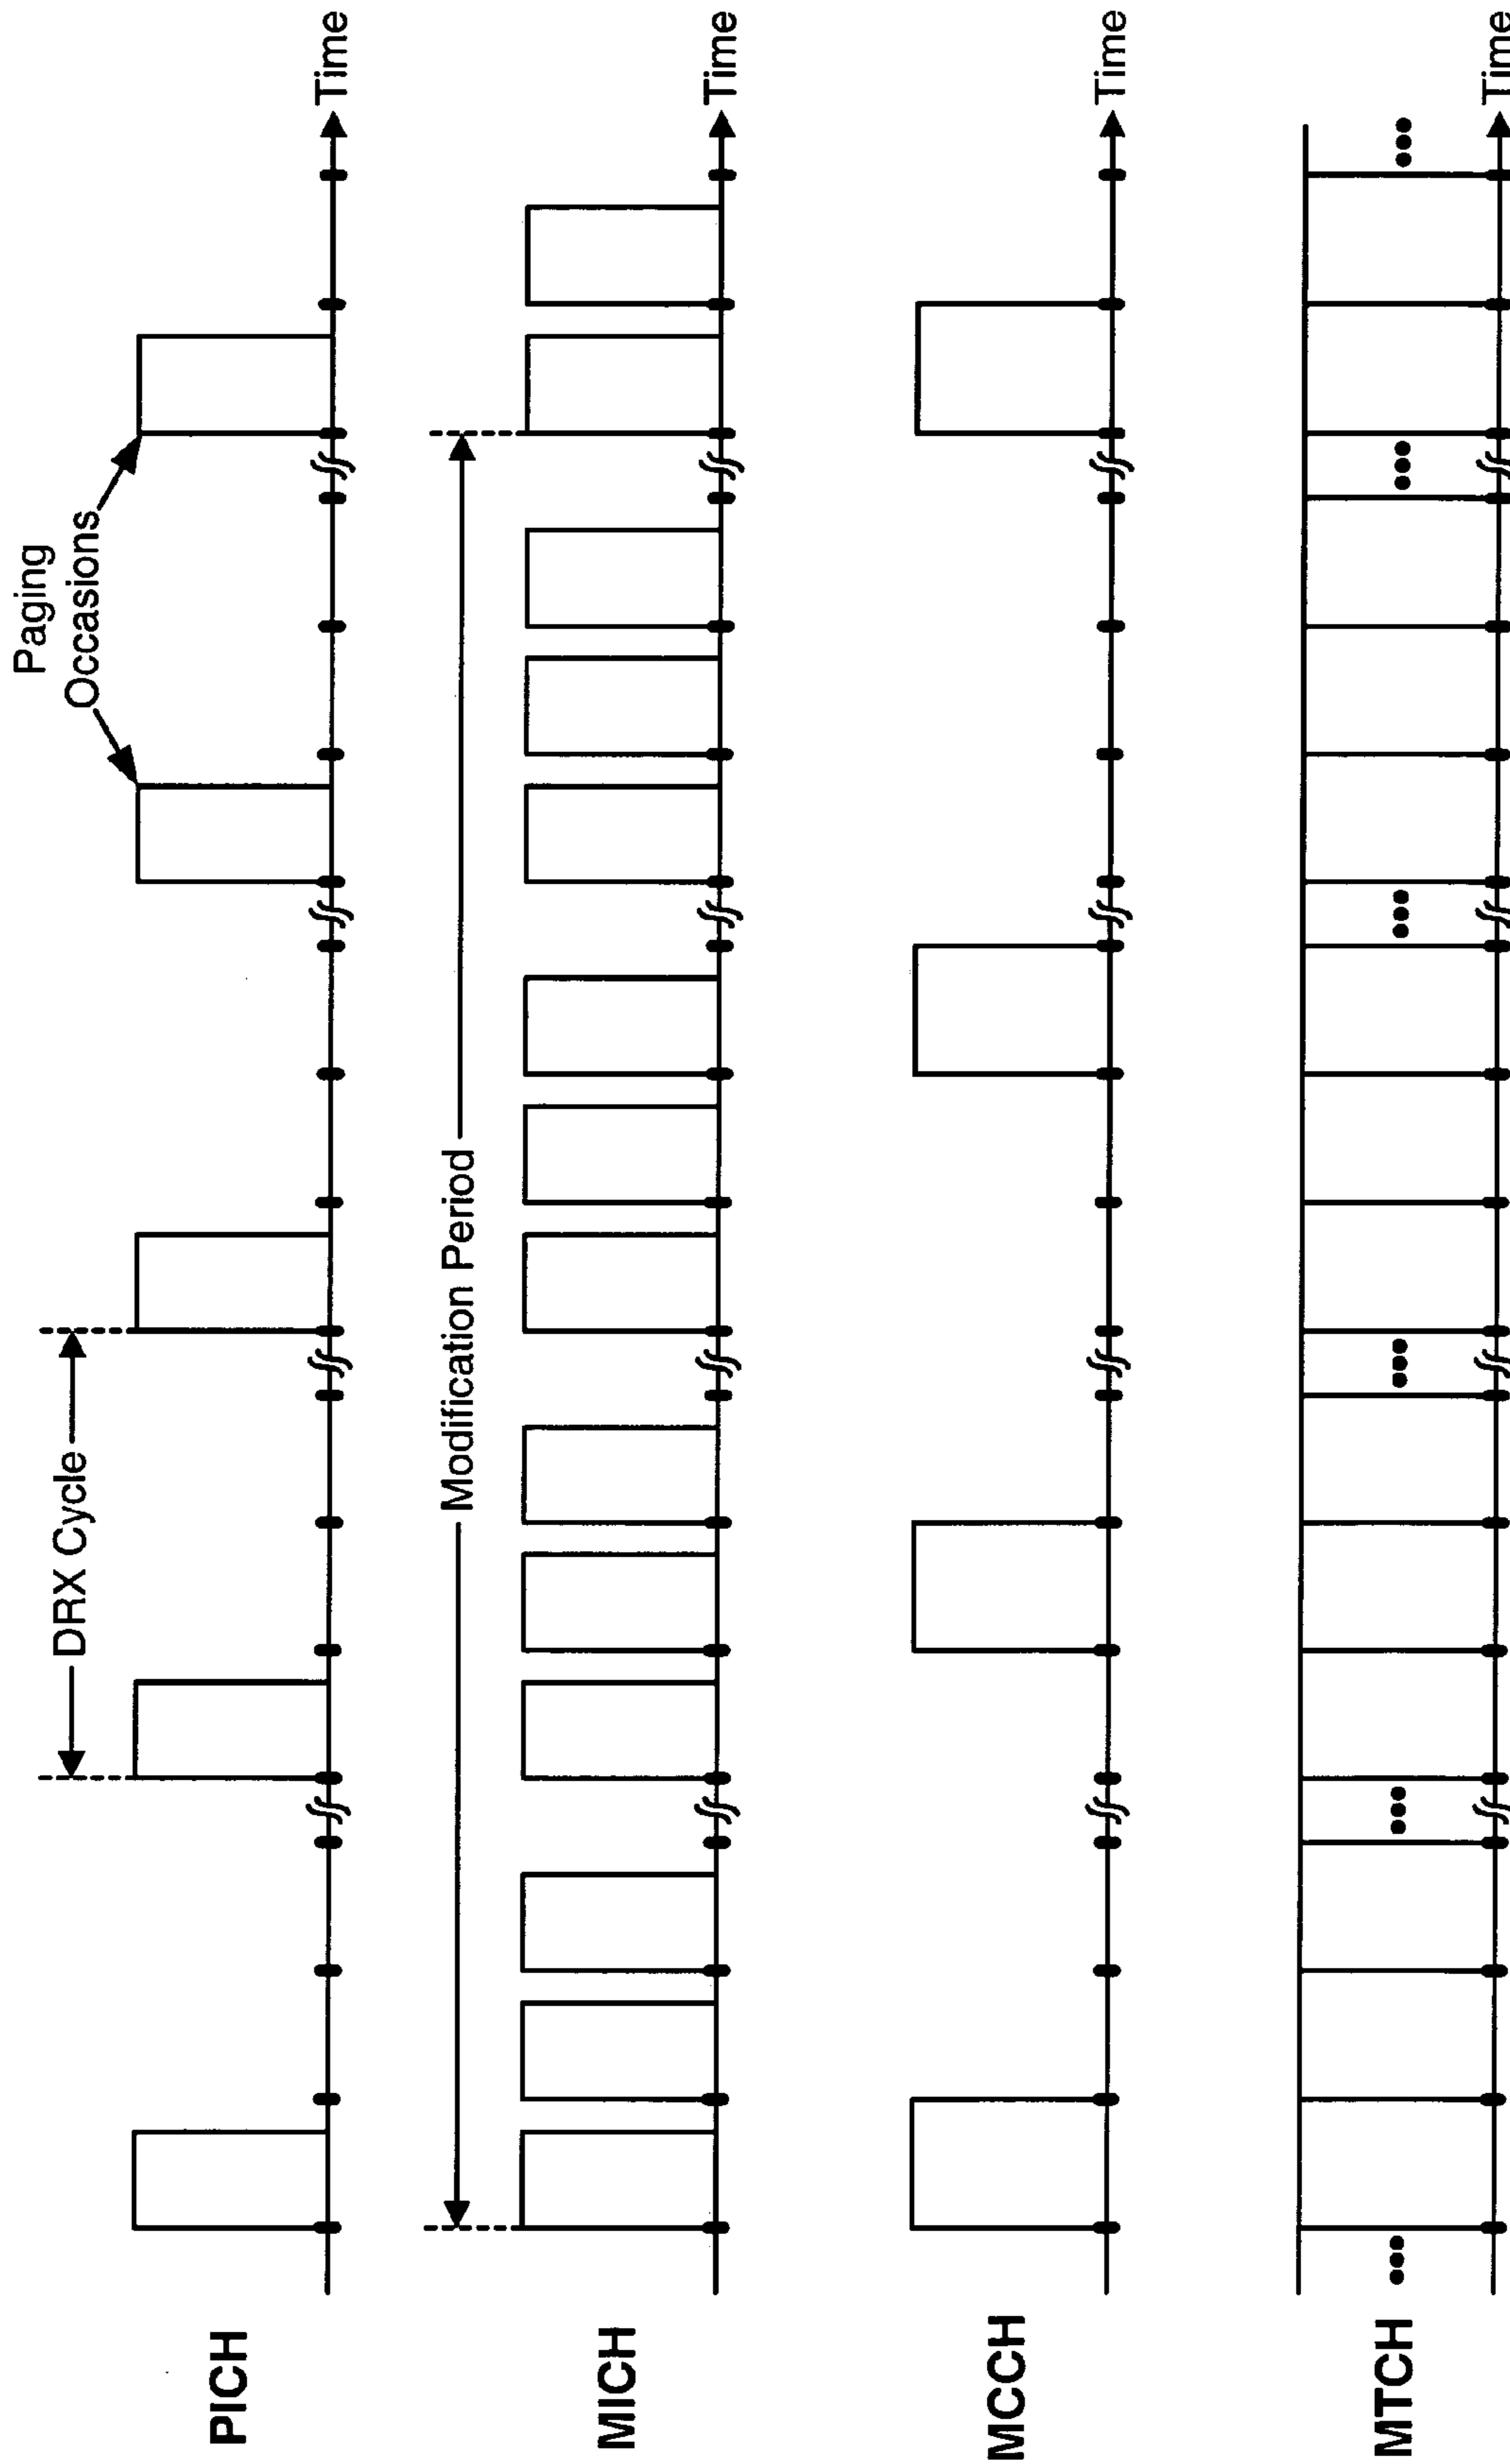 Paging
Occasions
DRX Cycle
PICH
Time
Modification Period
MICH
Time
MCCH
Time
MTCH
Time